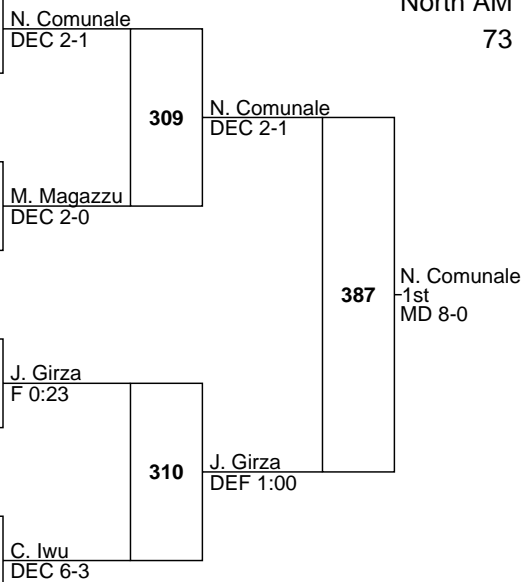 North AM
73
N. Comunale
DEC 2-1
309
N. Comunale
DEC 2-1
M. Magazzu
DEC 2-0
387
N. Comunale
1st
MD 8-0
J. Girza
F 0:23
310
J. Girza
DEF 1:00
C. Iwu
DEC 6-3